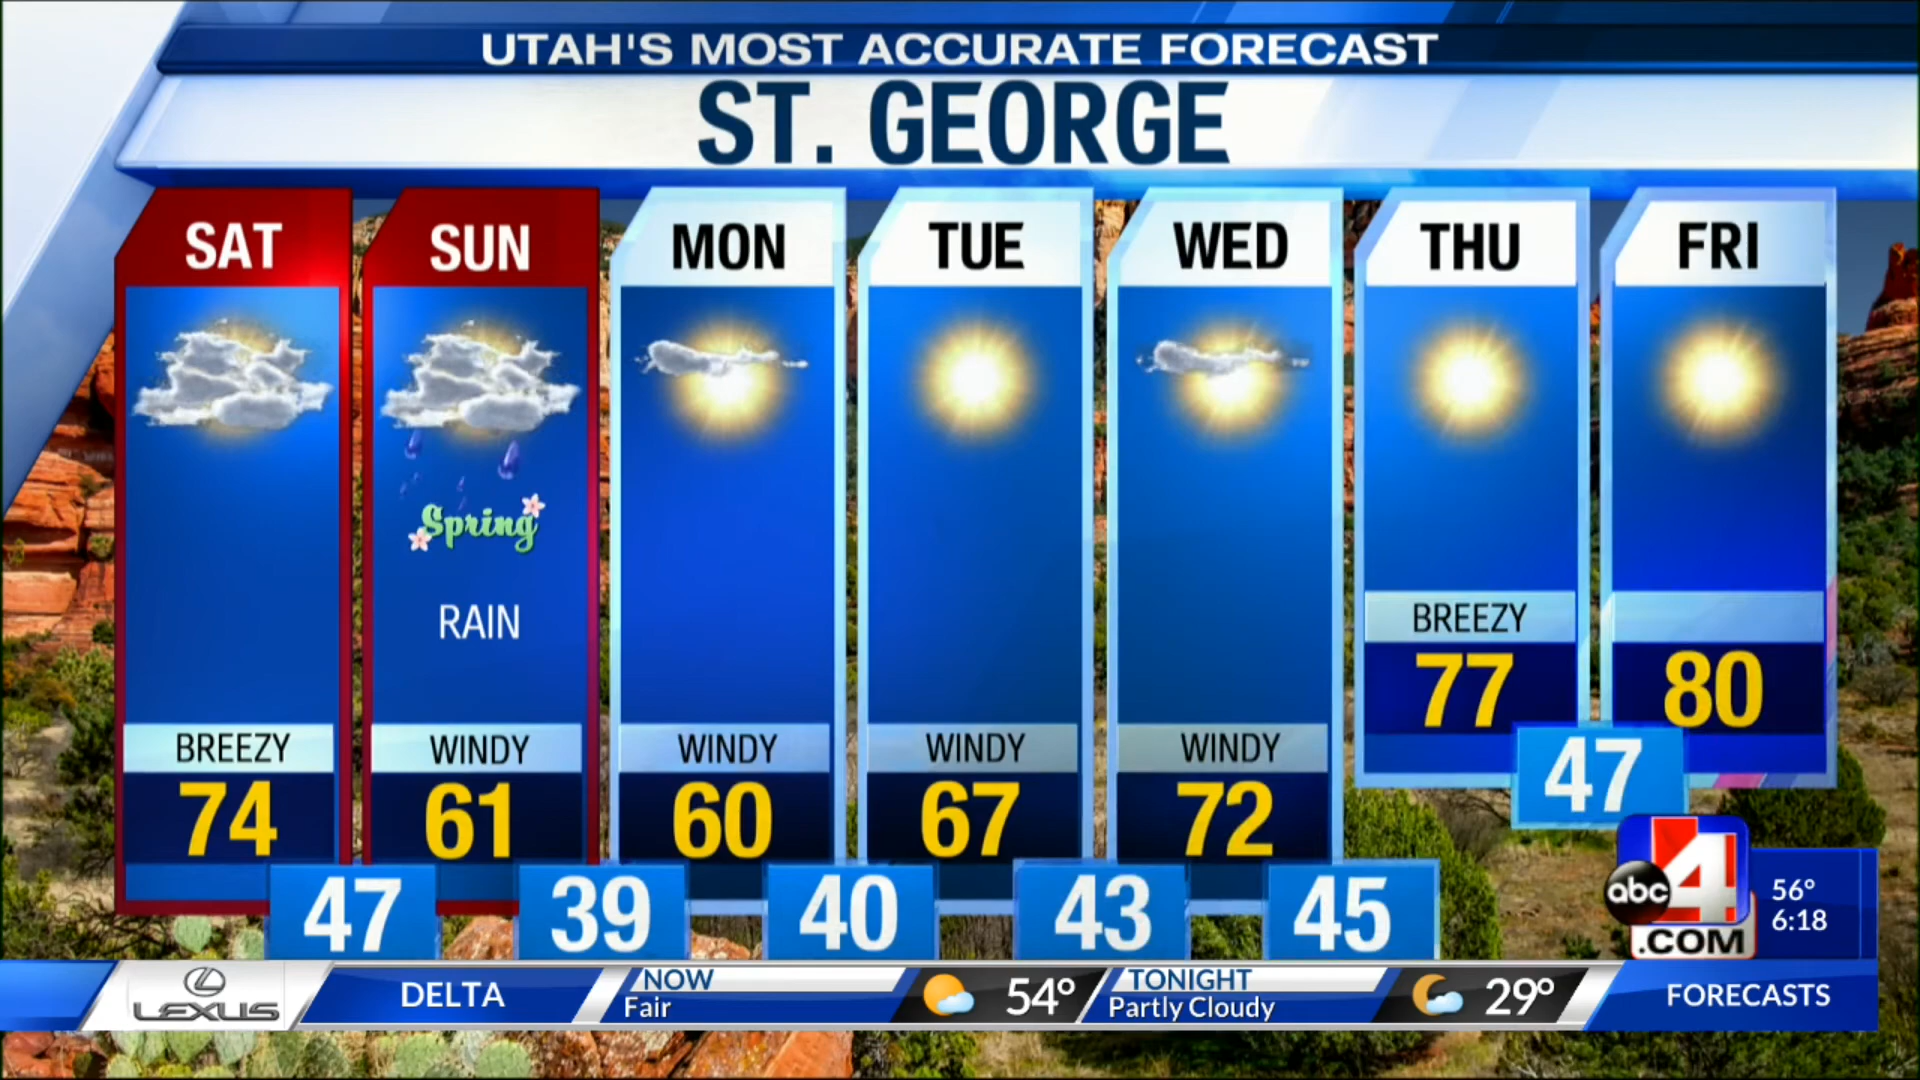 UTAH'S MOST ACCURATE FORECAST
ST. GEORGE
SAT SUN MON TUE WED THU FRI
Spring
RAIN
BREEZY
77 80
47
BREEZY WINDY WINDY WINDY WINDY
74 61 60 67 72
47 39 40 43 45
abc 4
.COM
56°
6:18
LEXUS
DELTA
NOW
Fair
54°
TONIGHT
Partly Cloudy
29°
FORECASTS